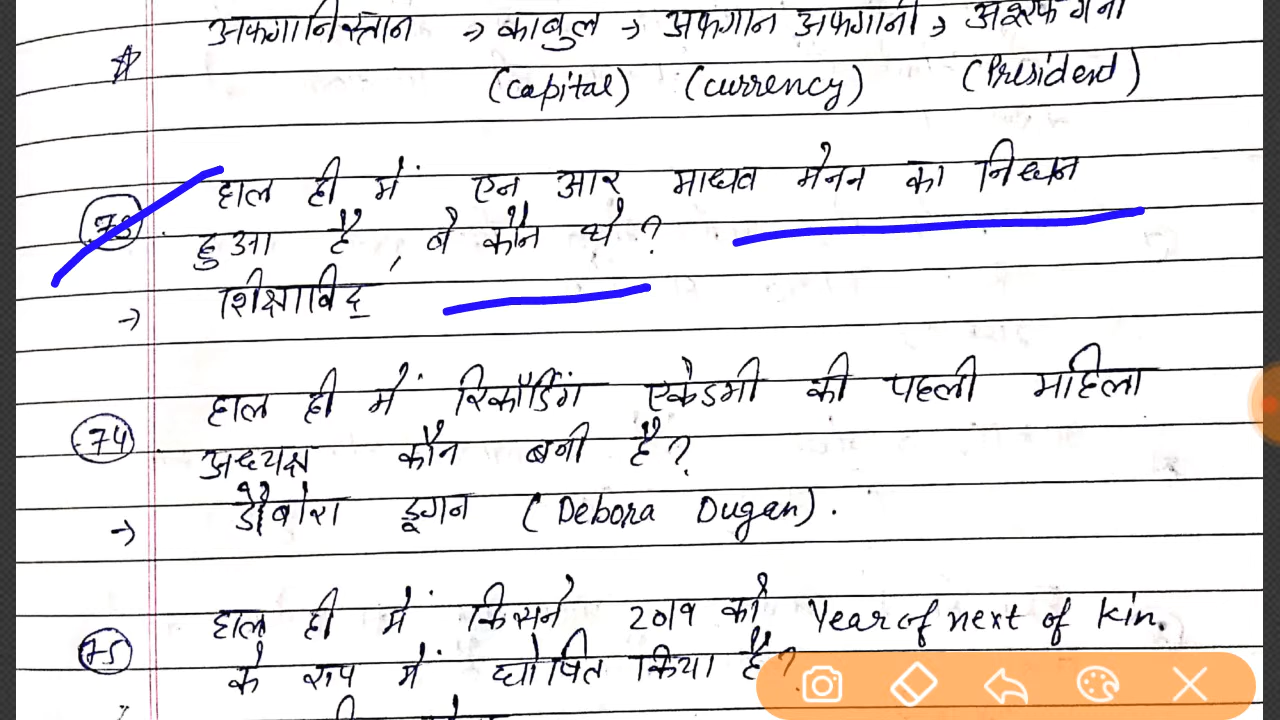 अफगानिस्तान → काबुल → अफगान अफगानी → अशरफ गनी
☆ (capital) (currency) (President)
73. हाल ही में एन आर माधव मेनन का निधन
हुआ है, वे कौन थे ?
→ शिक्षाविद
74 हाल ही में रिकॉर्डिंग एकेडमी की पहली महिला
अध्यक्ष कौन बनी है ?
→ डेबोरा डूगन (Debora Dugan).
75 हाल ही में किसने 2019 को Year of next of kin.
के रूप में घोषित किया है ?